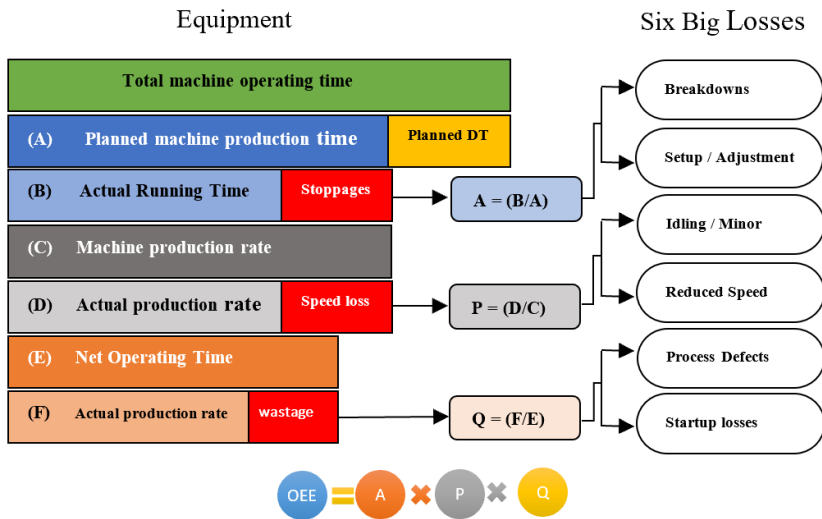 Equipment
Six Big Losses
Total machine operating time
Breakdowns
(A) Planned machine production time
Planned DT
Setup / Adjustment
(B) Actual Running Time
Stoppages
A = (B/A)
Idling / Minor
(C) Machine production rate
(D) Actual production rate
Speed loss
P = (D/C)
Reduced Speed
(E) Net Operating Time
Process Defects
(F) Actual production rate
wastage
Q = (F/E)
Startup losses
OEE = A × P × Q